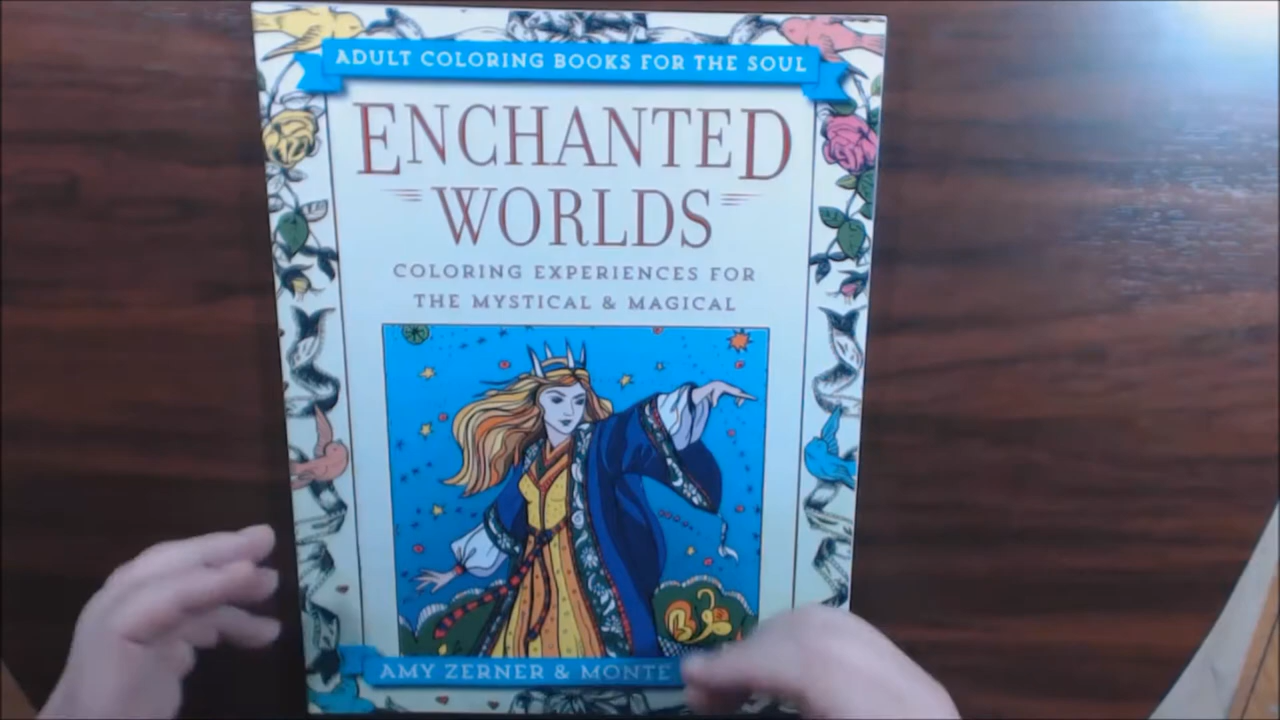 ADULT COLORING BOOKS FOR THE SOUL
ENCHANTED
WORLDS
COLORING EXPERIENCES FOR
THE MYSTICAL & MAGICAL
AMY ZERNER & MONTE